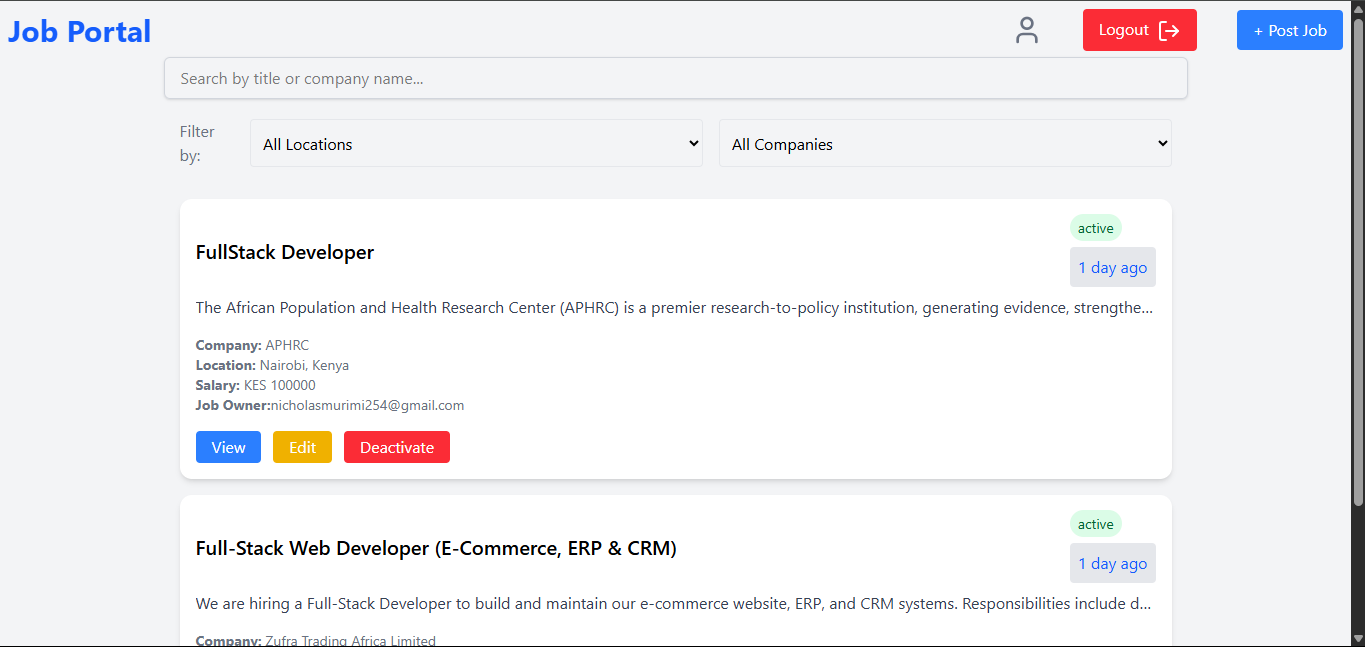 Job Portal
Logout
+ Post Job
Search by title or company name...
Filter
by:
All Locations
All Companies
active
FullStack Developer
1 day ago
The African Population and Health Research Center (APHRC) is a premier research-to-policy institution, generating evidence, strengthe...
Company: APHRC
Location: Nairobi, Kenya
Salary: KES 100000
Job Owner:nicholasmurimi254@gmail.com
View
Edit
Deactivate
active
Full-Stack Web Developer (E-Commerce, ERP & CRM)
1 day ago
We are hiring a Full-Stack Developer to build and maintain our e-commerce website, ERP, and CRM systems. Responsibilities include d...
Company: Zufra Trading Africa Limited